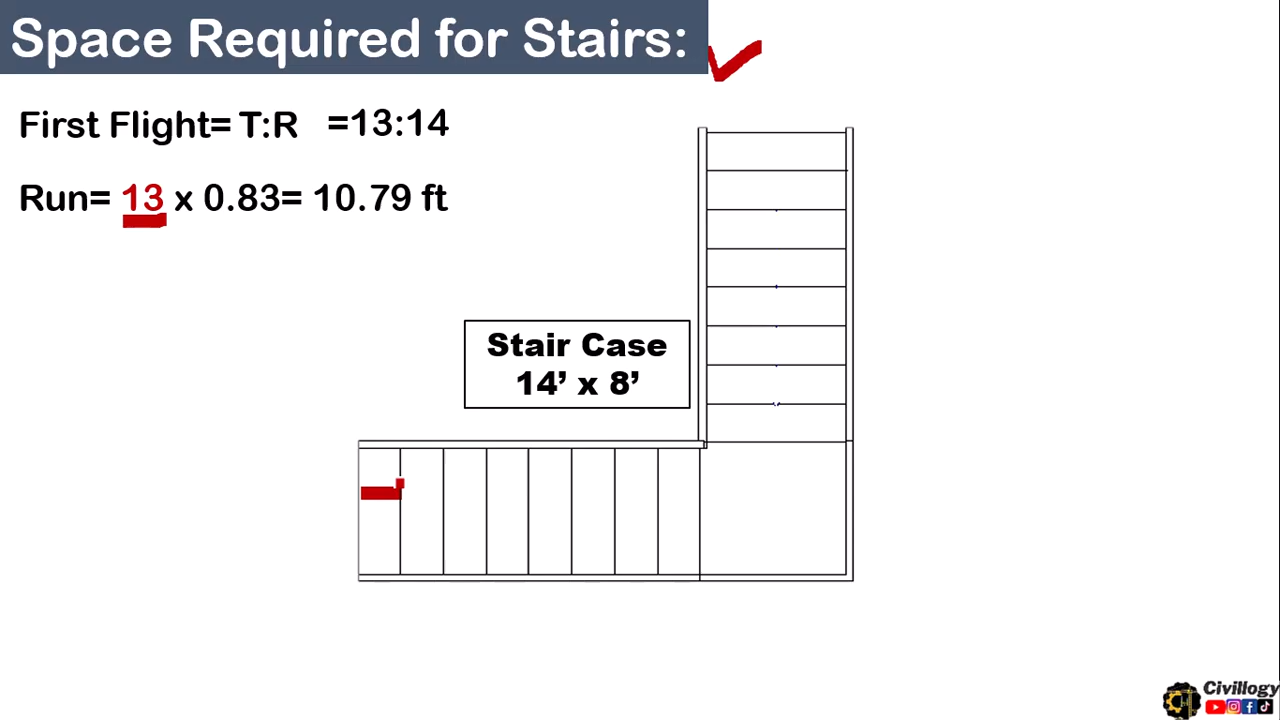 Space Required for Stairs:
First Flight= T:R =13:14
Run= 13 x 0.83= 10.79 ft
Stair Case
14’ x 8’
Civillogy